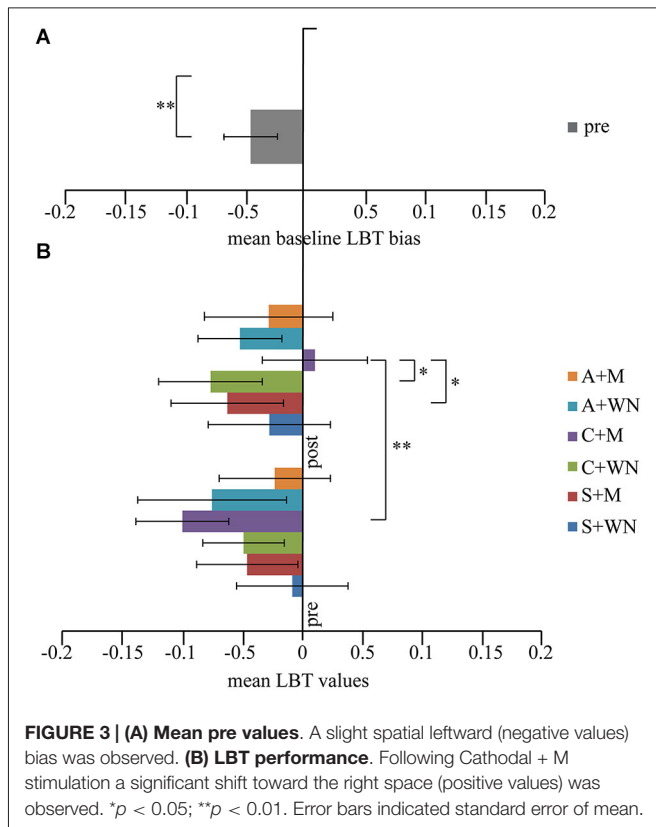 A
**
pre
-0.2 -0.15 -0.1 -0.5 0.5 0.1 0.15 0.2
mean baseline LBT bias
B
A+M
A+WN
C+M
C+WN
S+M
S+WN
*
*
**
post
pre
-0.2 -0.15 -0.1 -0.05 0 0.05 0.1 0.15 0.2
mean LBT values
FIGURE 3 | (A) Mean pre values. A slight spatial leftward (negative values)
bias was observed. (B) LBT performance. Following Cathodal + M
stimulation a significant shift toward the right space (positive values) was
observed. *p < 0.05; **p < 0.01. Error bars indicated standard error of mean.